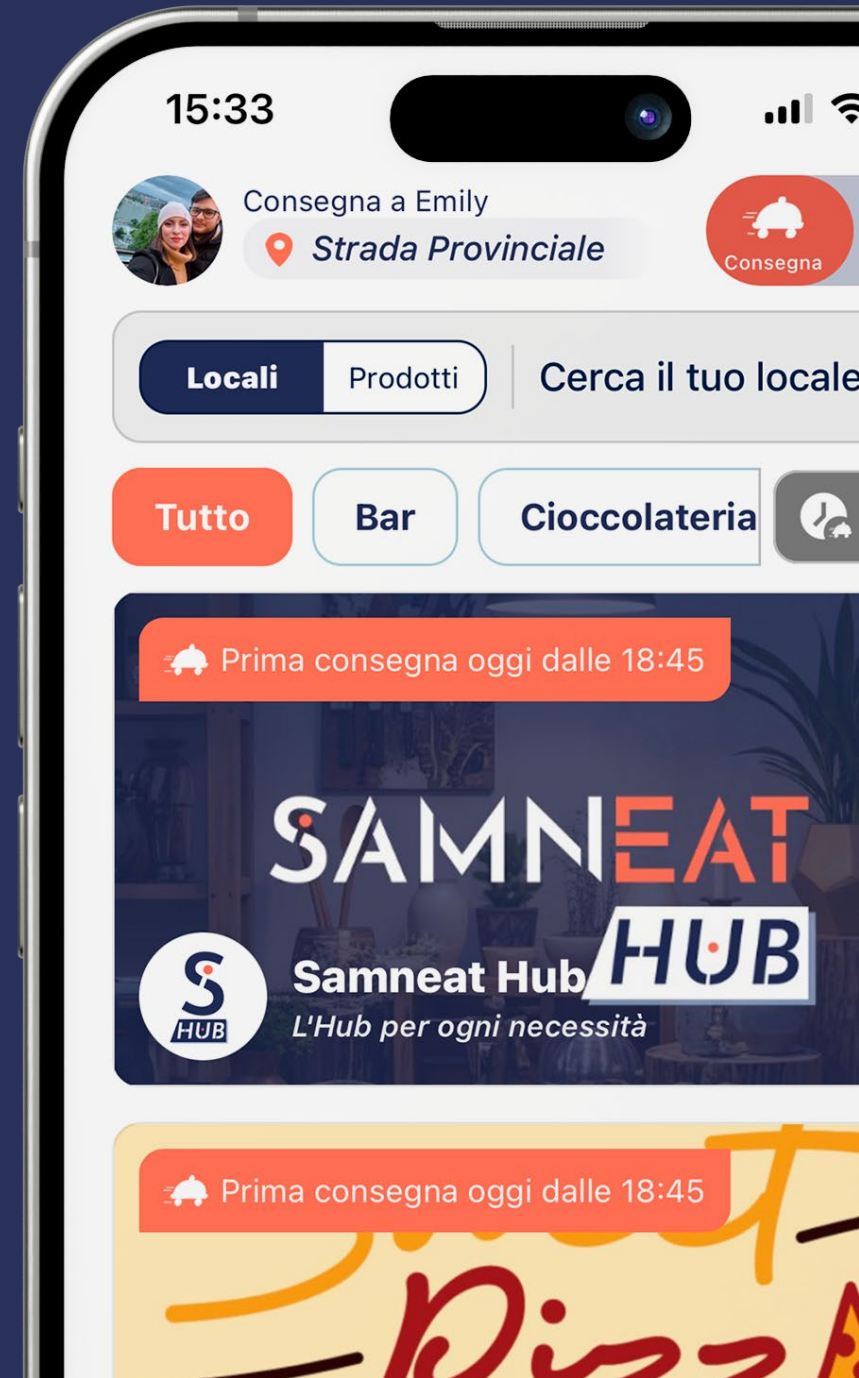 15:33
Consegna a Emily
Strada Provinciale
Consegna
Locali
Prodotti
Cerca il tuo locale
Tutto
Bar
Cioccolateria
Prima consegna oggi dalle 18:45
SAMNEAT
HUB
S
HUB
Samneat Hub
L'Hub per ogni necessità
Prima consegna oggi dalle 18:45